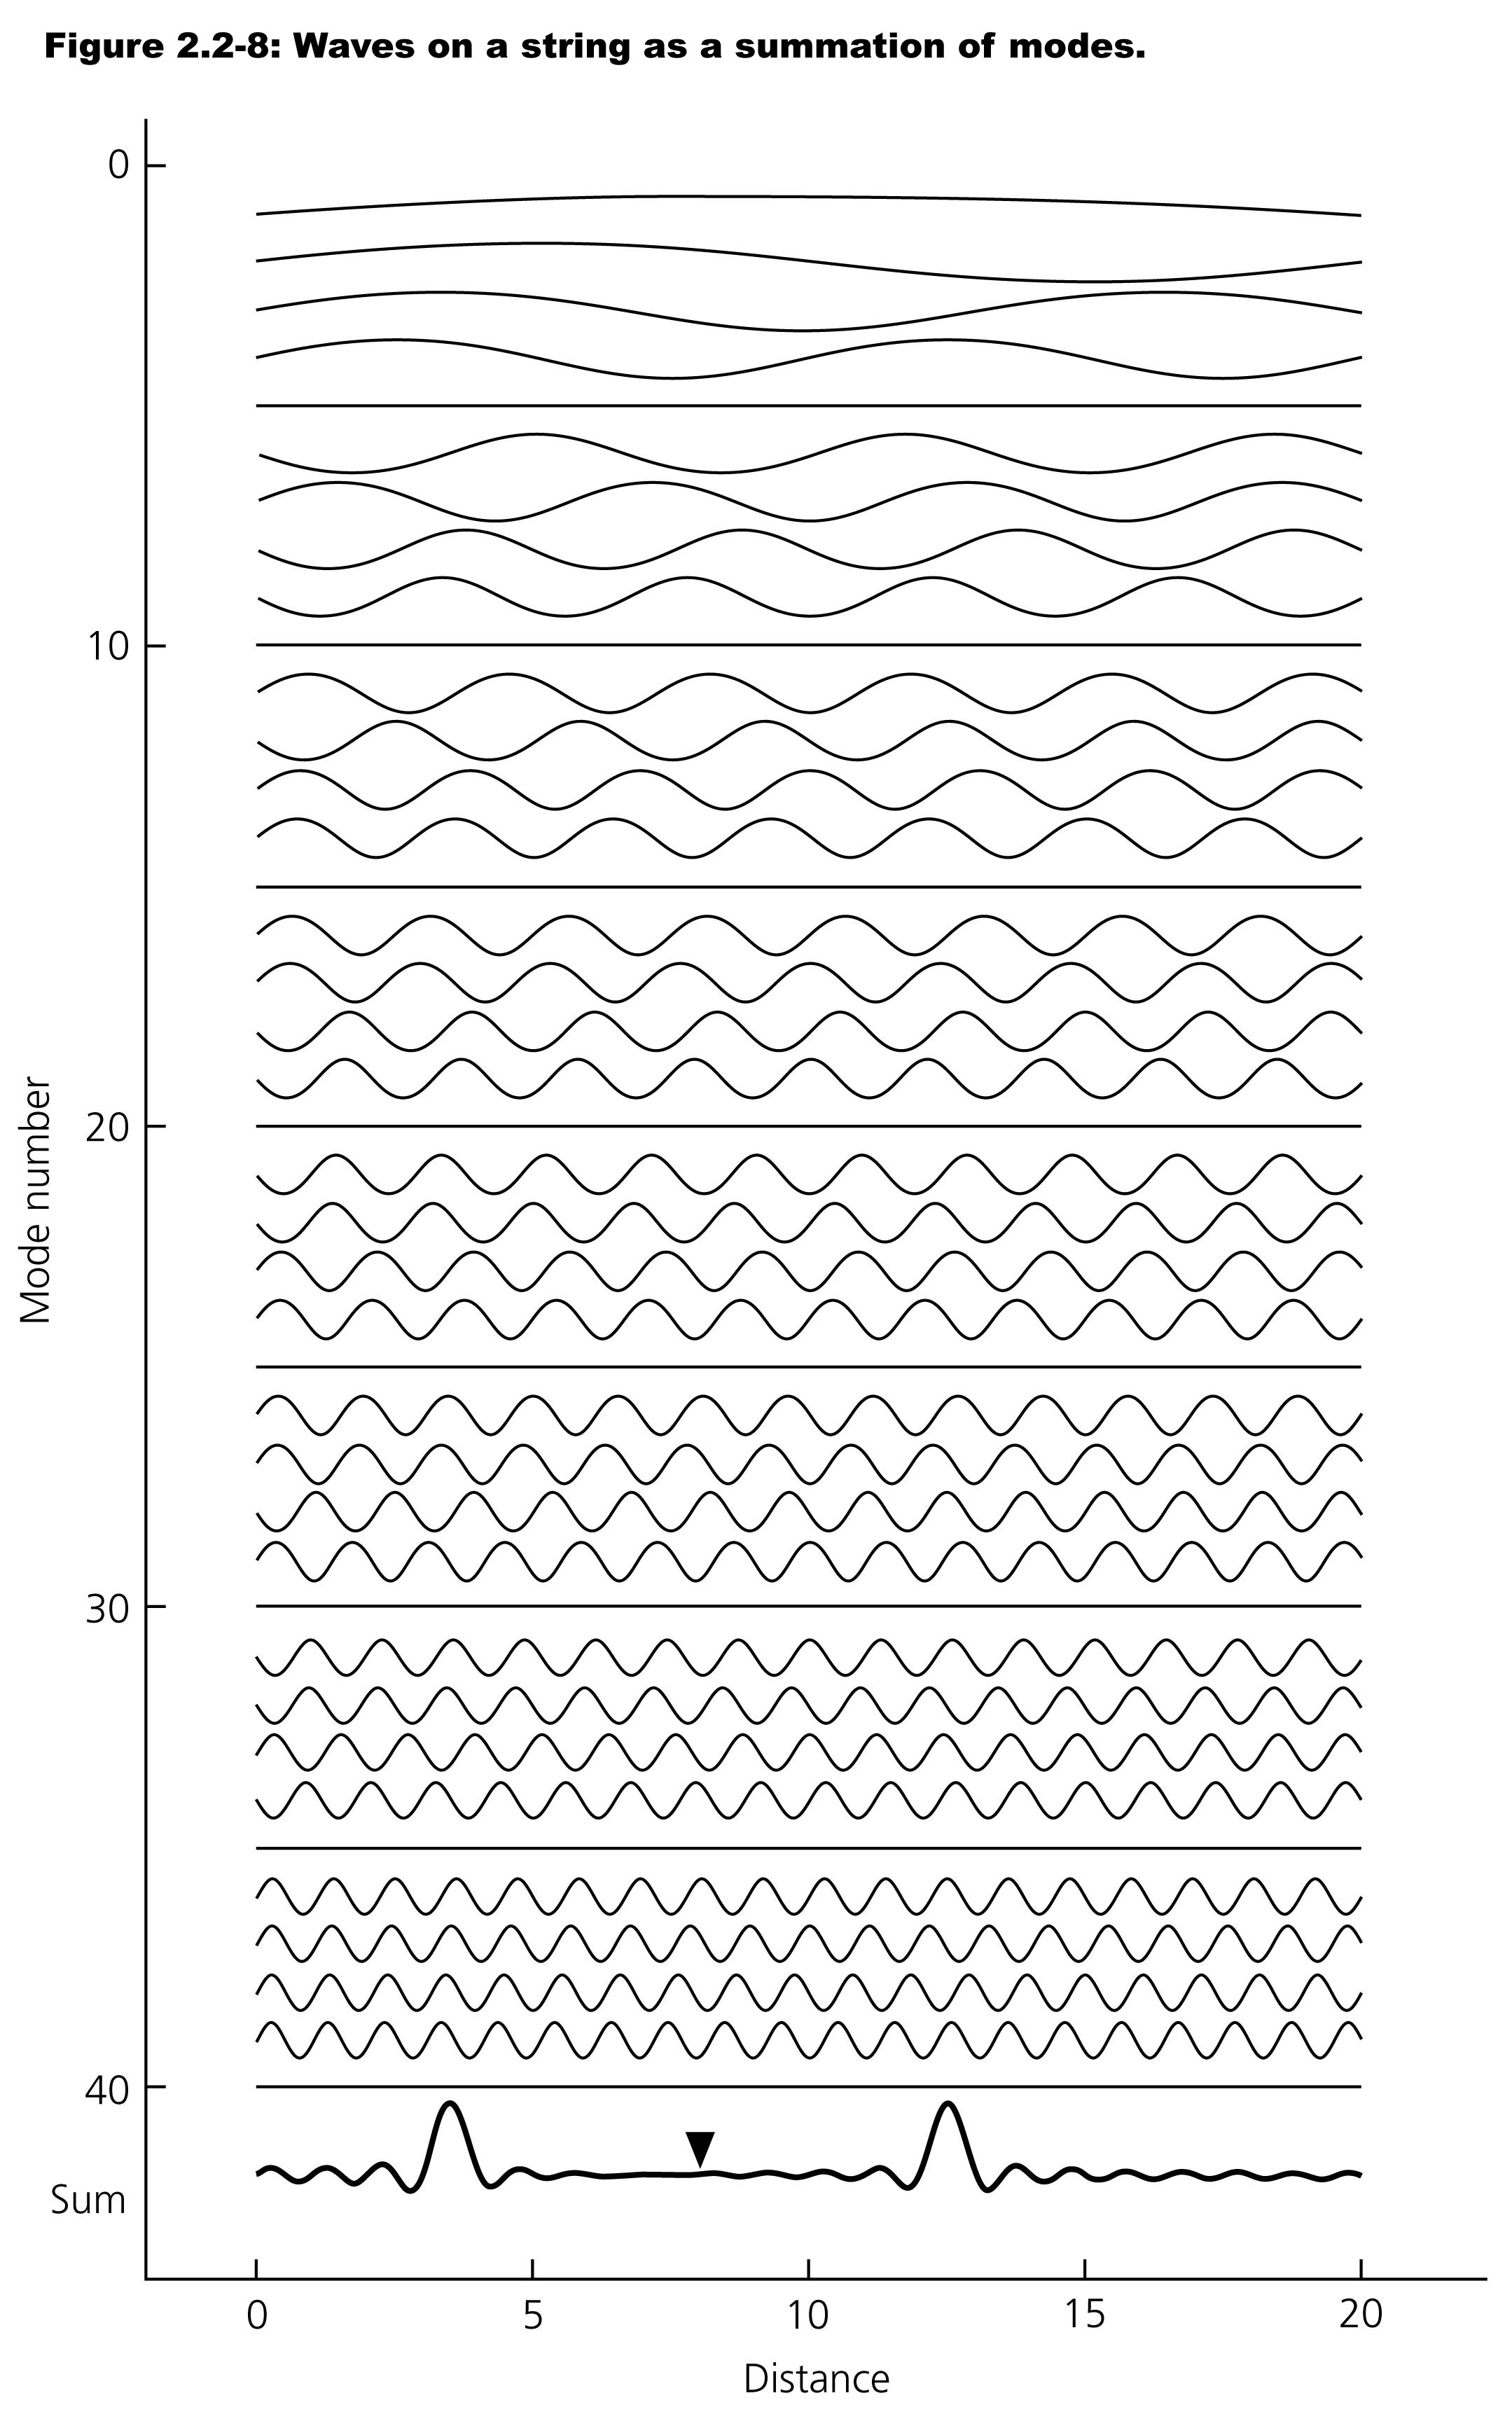 Figure 2.2-8: Waves on a string as a summation of modes.
0
10
20
30
40
Mode number
Sum
0 5 10 15 20
Distance